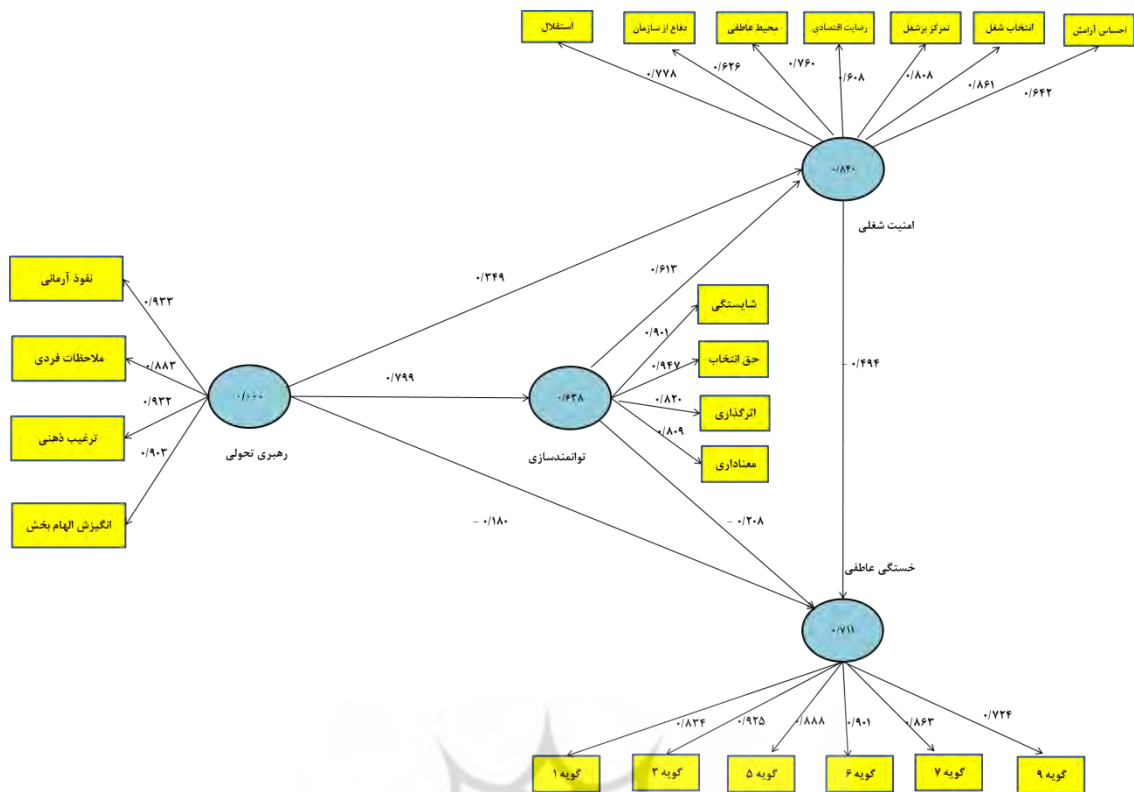 احساس آرامش
انتخاب شغل
تمرکز برشغل
رضایت اقتصادی
محیط عاطفی
دفاع از سازمان
استقلال
۰/۶۴۲
۰/۸۶۱
۰/۸۰۸
۰/۶۰۸
۰/۷۶۰
۰/۶۲۶
۰/۷۷۸
۰/۸۴۰
امنیت شغلی
۰/۳۴۹
۰/۶۱۳
- ۰/۴۹۴
نفوذ آرمانی
ملاحظات فردی
ترغیب ذهنی
انگیزش الهام بخش
۰/۹۳۳
۰/۸۸۳
۰/۹۳۲
۰/۹۰۳
۰/۰۰۰
رهبری تحولی
۰/۷۹۹
۰/۶۳۸
توانمندسازی
شایستگی
حق انتخاب
اثرگذاری
معناداری
۰/۹۰۱
۰/۹۴۷
۰/۸۲۰
۰/۸۰۹
- ۰/۱۸۰
- ۰/۲۰۸
خستگی عاطفی
۰/۷۱۱
۰/۷۲۴
۰/۸۶۳
۰/۹۰۱
۰/۸۸۸
۰/۹۲۵
۰/۸۳۴
گویه ۱
گویه ۳
گویه ۵
گویه ۶
گویه ۷
گویه ۹